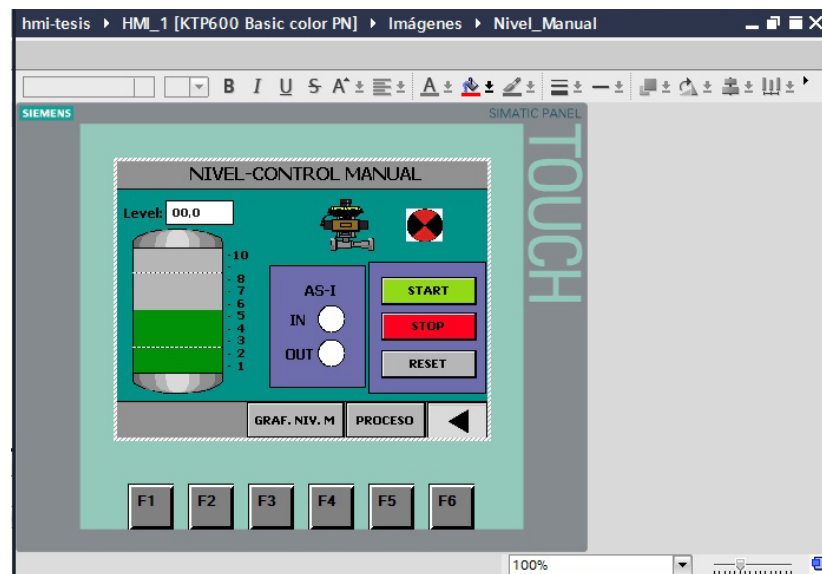 hmi-tesis ▸ HMI_1 [KTP600 Basic color PN] ▸ Imágenes ▸ Nivel_Manual
B I U S A A
SIEMENS SIMATIC PANEL
TOUCH
NIVEL-CONTROL MANUAL
Level: 00,0
10
8
7
6
5
4
3
2
1
AS-I
IN
OUT
START
STOP
RESET
GRAF. NIV. M PROCESO
F1 F2 F3 F4 F5 F6
100%